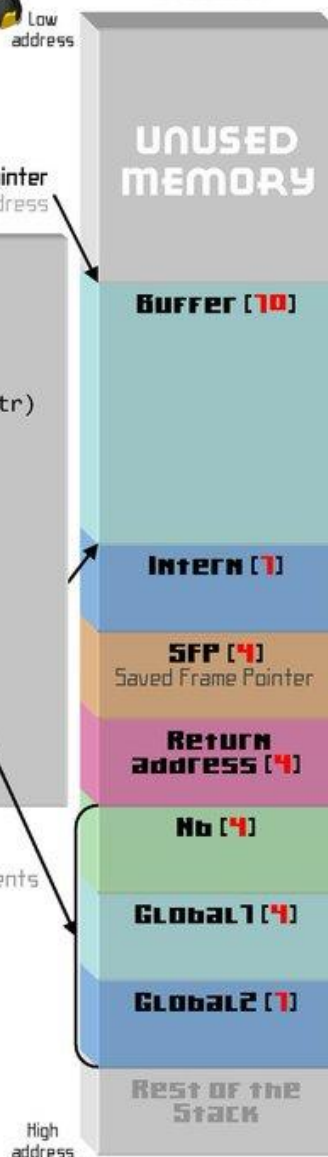 Low
address
UNUSED
MEMORY
inter
dress
Buffer [10]
tr)
Intern [1]
SFP [4]
Saved Frame Pointer
Return
address [4]
Nb [4]
ents
Global1 [4]
Global2 [1]
Rest of the
Stack
High
address